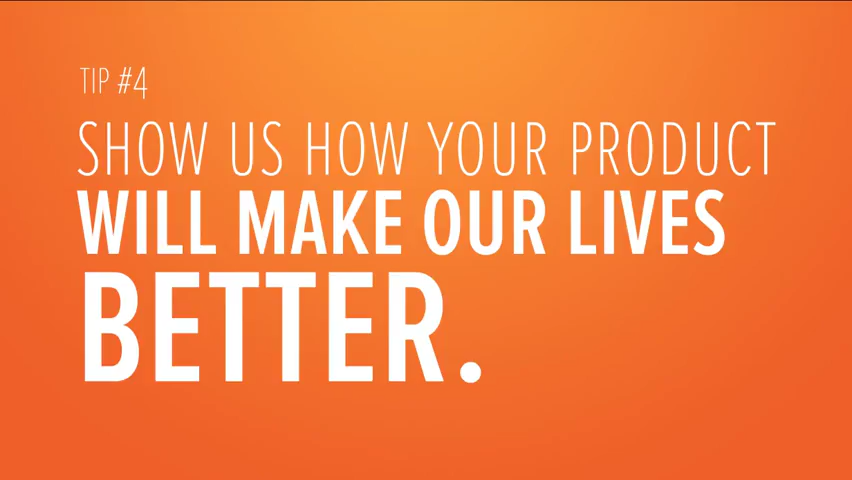 TIP #4
SHOW US HOW YOUR PRODUCT
WILL MAKE OUR LIVES
BETTER.